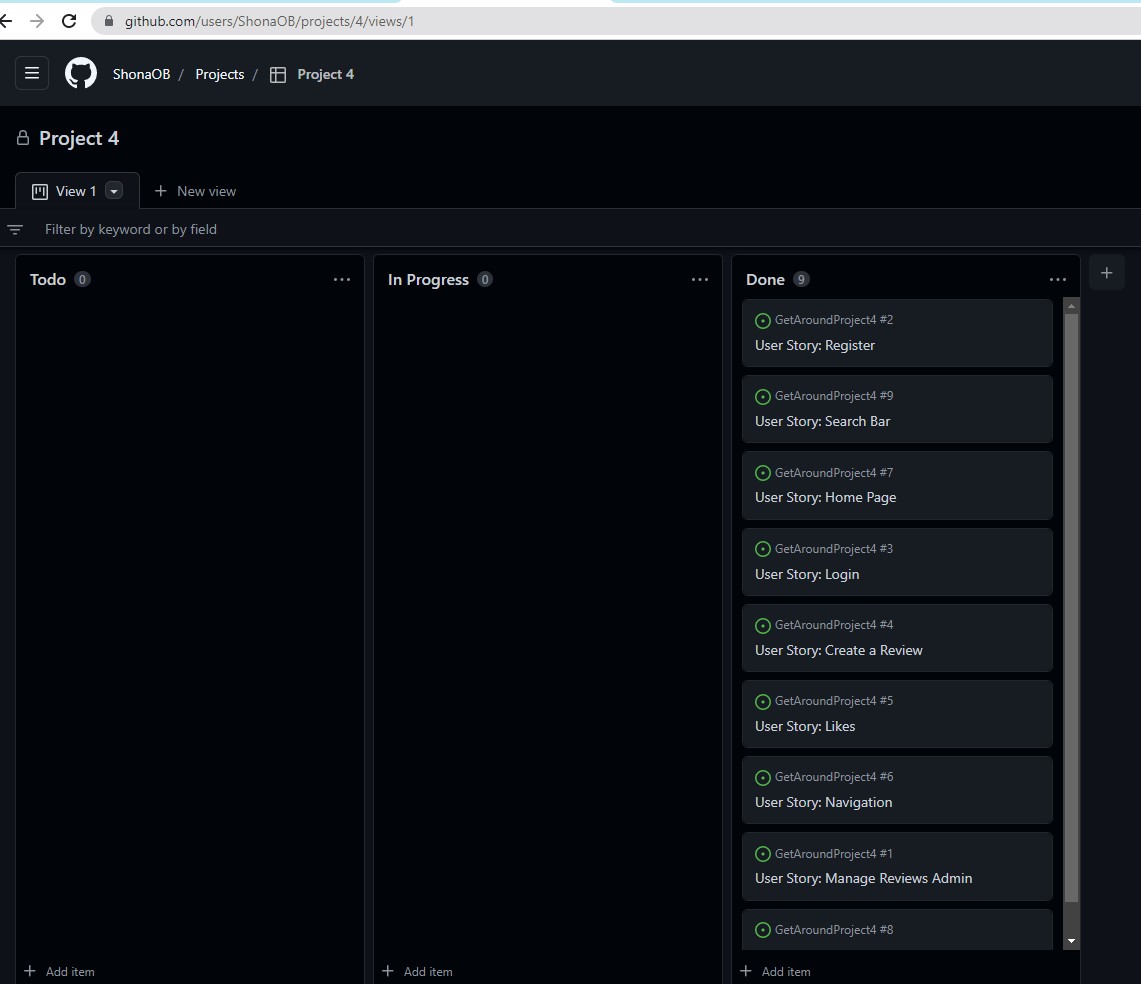 github.com/users/ShonaOB/projects/4/views/1
ShonaOB / Projects / Project 4
Project 4
View 1
New view
Filter by keyword or by field
Todo 0
In Progress 0
Done 9
GetAroundProject4 #2
User Story: Register
GetAroundProject4 #9
User Story: Search Bar
GetAroundProject4 #7
User Story: Home Page
GetAroundProject4 #3
User Story: Login
GetAroundProject4 #4
User Story: Create a Review
GetAroundProject4 #5
User Story: Likes
GetAroundProject4 #6
User Story: Navigation
GetAroundProject4 #1
User Story: Manage Reviews Admin
GetAroundProject4 #8
Add item
Add item
Add item